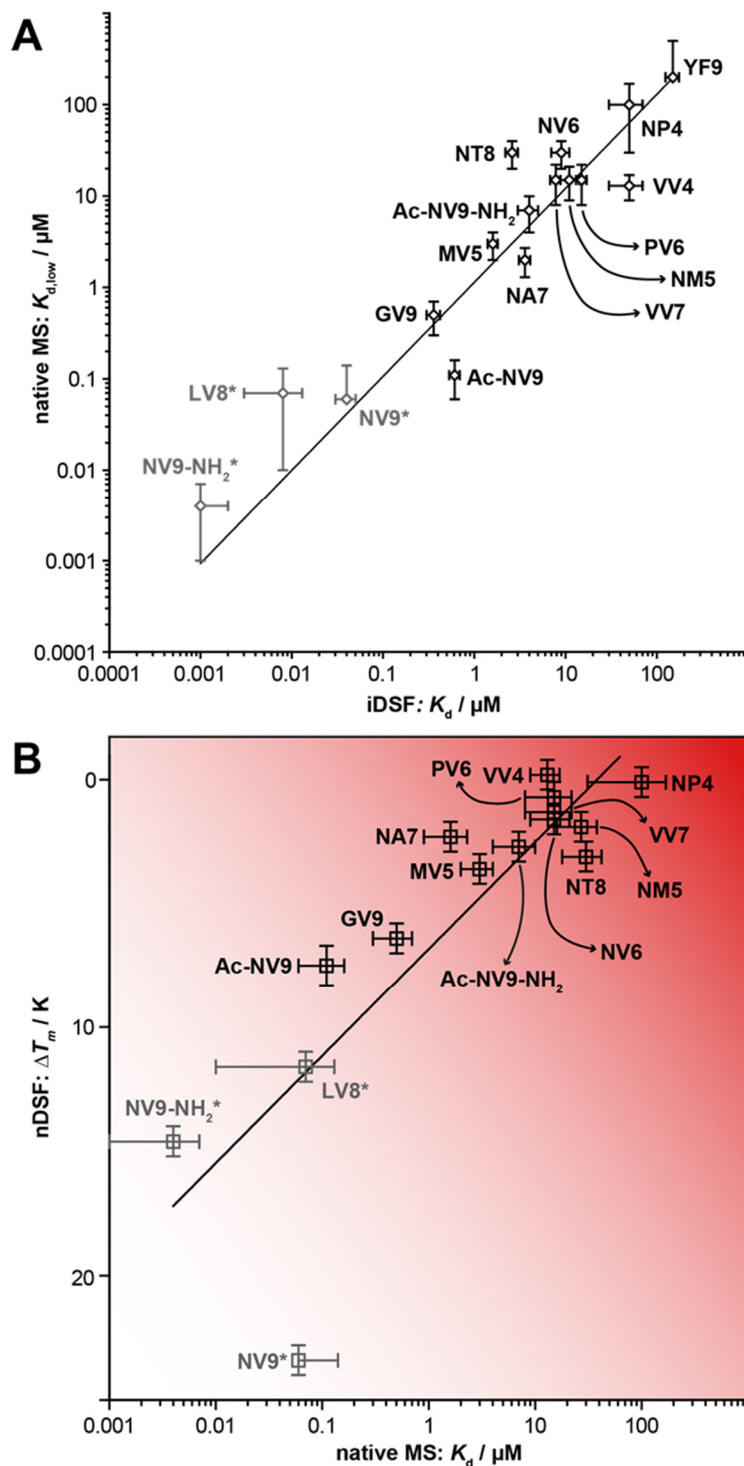 A
native MS: Kd,low / µM
100
10
1
0.1
0.01
0.001
0.0001
YF9
NP4
NV6
NT8
VV4
Ac-NV9-NH2
PV6
MV5
NM5
NA7
VV7
GV9
Ac-NV9
LV8*
NV9*
NV9-NH2*
0.0001 0.001 0.01 0.1 1 10 100
iDSF: Kd / µM
B
nDSF: ΔTm / K
0
10
20
PV6 VV4
NP4
NA7
VV7
MV5
NT8 NM5
GV9
NV6
Ac-NV9
Ac-NV9-NH2
LV8*
NV9-NH2*
NV9*
0.001 0.01 0.1 1 10 100
native MS: Kd / µM